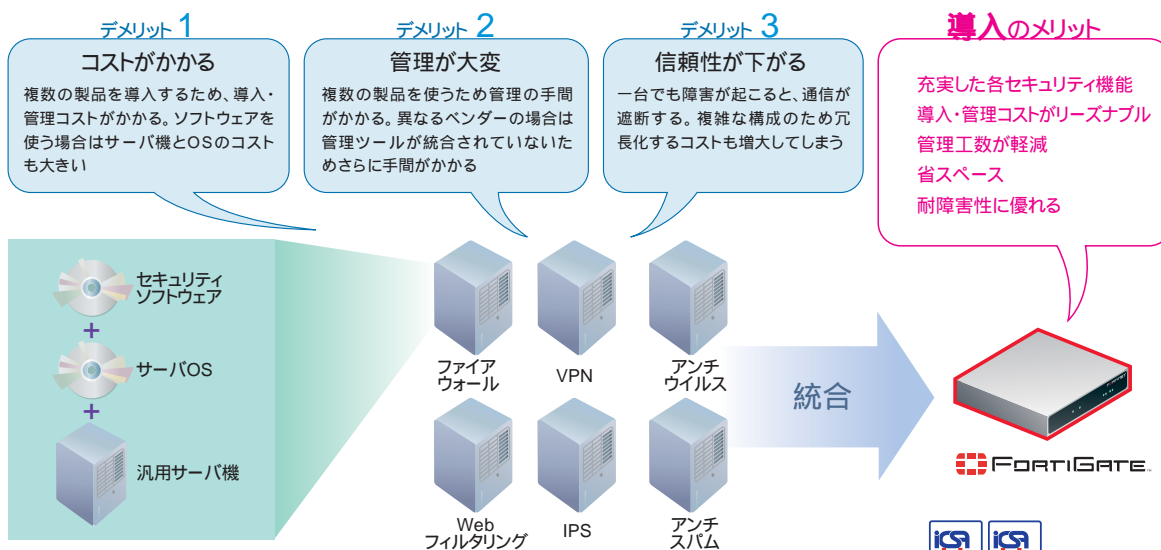 デメリット 1
コストがかかる
複数の製品を導入するため、導入・
管理コストがかかる。ソフトウェアを
使う場合はサーバ機とOSのコスト
も大きい
デメリット 2
管理が大変
複数の製品を使うため管理の手間
がかかる。異なるベンダーの場合は
管理ツールが統合されていないた
めさらに手間がかかる
デメリット 3
信頼性が下がる
一台でも障害が起こると、通信が
遮断する。複雑な構成のため冗
長化するコストも増大してしまう
導入のメリット
充実した各セキュリティ機能
導入・管理コストがリーズナブル
管理工数が軽減
省スペース
耐障害性に優れる
セキュリティ
ソフトウェア
+
サーバOS
+
汎用サーバ機
ファイア
ウォール
VPN
アンチ
ウイルス
Web
フィルタリング
IPS
アンチ
スパム
統合
FORTIGATE
ICSA
ICSA